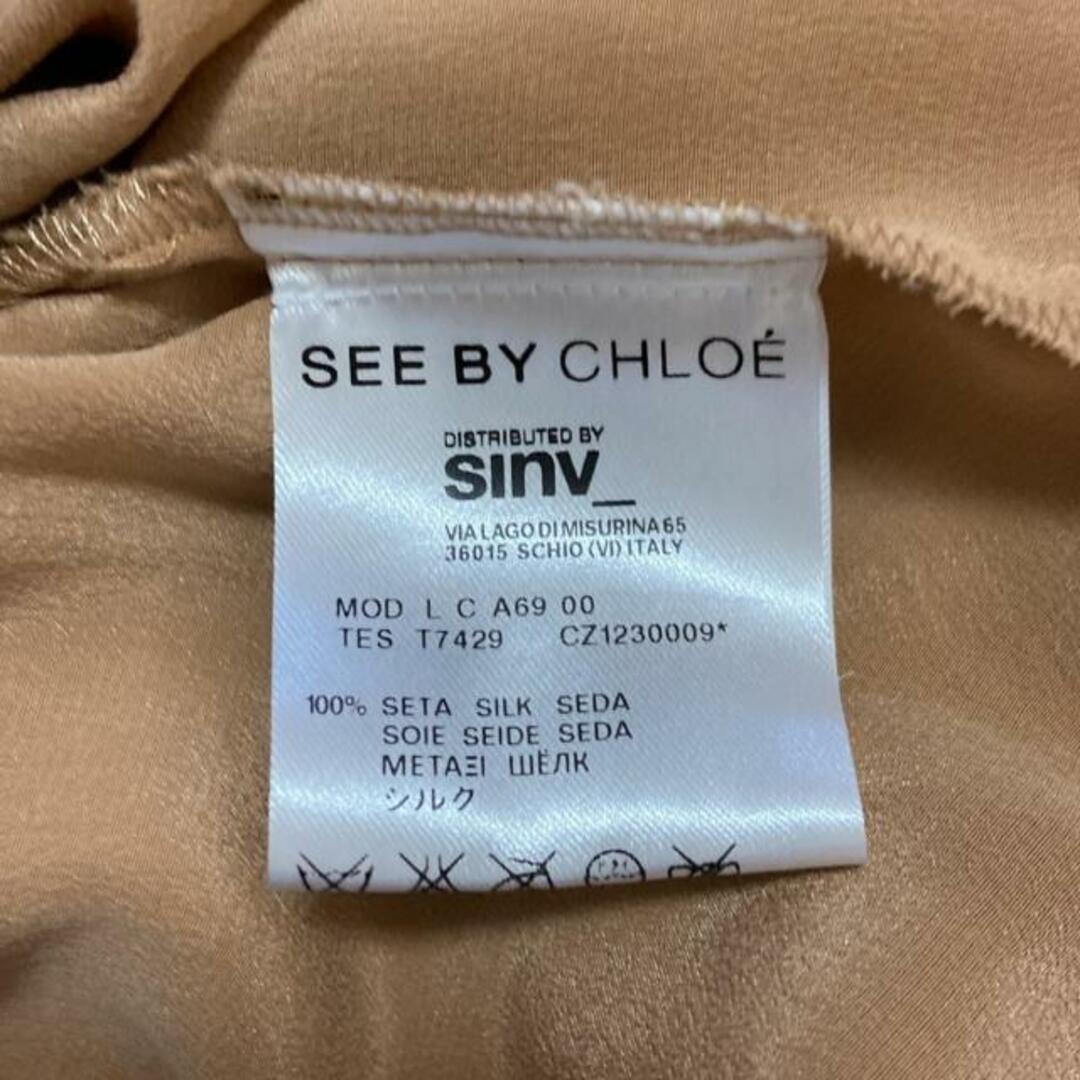 SEE BY CHLOÉ
DISTRIBUTED BY
sinv_
VIA LAGO DI MISURINA 65
36015 SCHIO (VI) ITALY
MOD L C A69 00
TES T7429 CZ1230009*
100% SETA SILK SEDA
SOIE SEIDE SEDA
ΜΕΤΑΞΙ ШЁЛК
シルク